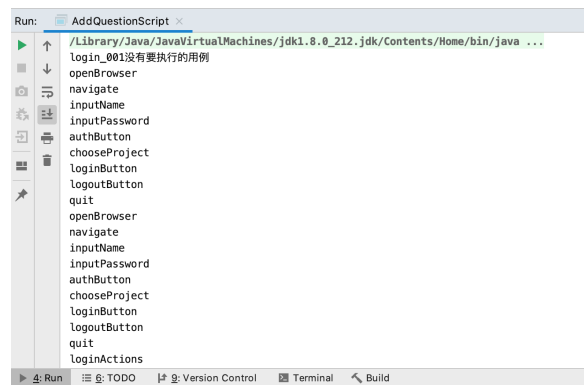 Run: AddQuestionScript ×
/Library/Java/JavaVirtualMachines/jdk1.8.0_212.jdk/Contents/Home/bin/java ...
login_001没有要执行的用例
openBrowser
navigate
inputName
inputPassword
authButton
chooseProject
loginButton
logoutButton
quit
openBrowser
navigate
inputName
inputPassword
authButton
chooseProject
loginButton
logoutButton
quit
loginActions
4: Run 6: TODO 9: Version Control Terminal Build